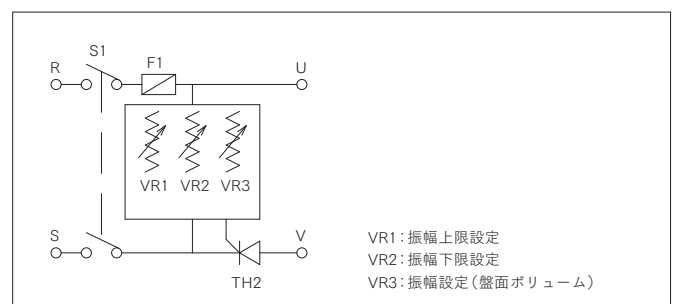 S1
R
F1
U
VR1 VR2 VR3
S
V
TH2
VR1：振幅上限設定
VR2：振幅下限設定
VR3：振幅設定（盤面ボリューム）